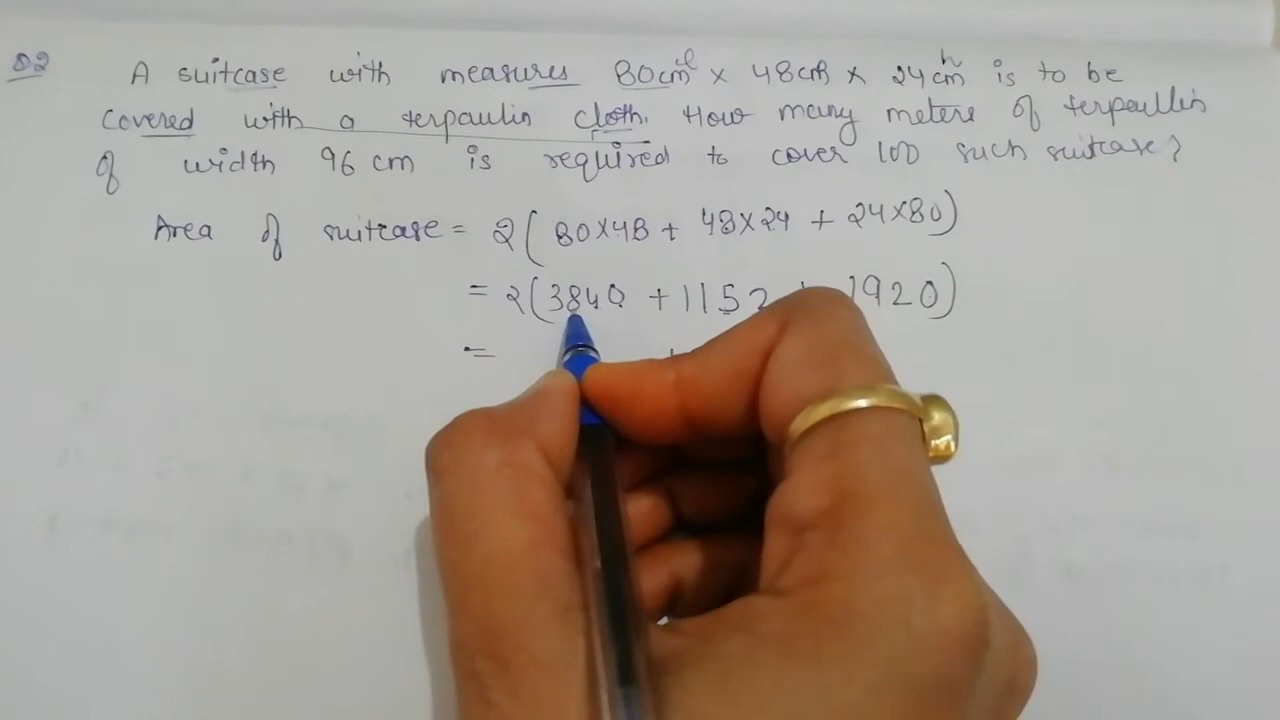 Q2 A suitcase with measures 80cm l x 48cm x 24cm h is to be
covered with a terpaulin cloth. How many meters of terpaullin
of width 96 cm is required to cover 100 such suitcase?
Area of suitcase = 2( 80x48 + 48x24 + 24x80)
= 2(3840 + 1152 + 1920)
=